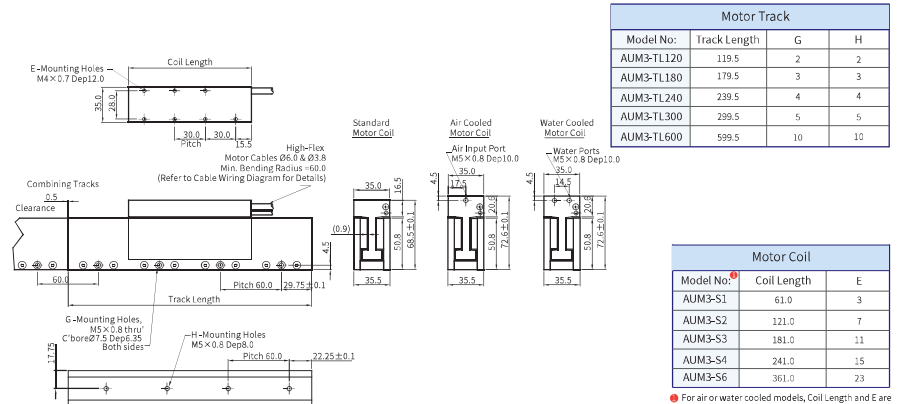 Motor Track
Model No: Track Length G H
AUM3-TL120 119.5 2 2
AUM3-TL180 179.5 3 3
AUM3-TL240 239.5 4 4
AUM3-TL300 299.5 5 5
AUM3-TL600 599.5 10 10
Coil Length
E-Mounting Holes
M4×0.7 Dep12.0
35.0
28.0
30.0 30.0
Pitch
15.5
High-Flex
Motor Cables Ø6.0 & Ø3.8
Min. Bending Radius =60.0
(Refer to Cable Wiring Diagram for Details)
Combining Tracks
0.5
Clearance
60.0
4.5
Pitch 60.0
29.75±0.1
Track Length
G-Mounting Holes,
M5×0.8 thru'
C'boreØ7.5 Dep6.35
Both sides
H-Mounting Holes
M5×0.8 Dep8.0
Pitch 60.0
22.25±0.1
17.75
Standard
Motor Coil
35.0
16.5
(0.9)
50.8
68.5±0.1
35.5
Air Cooled
Motor Coil
Air Input Port
M5×0.8 Dep10.0
35.0
17.5
4.5
20.6
50.8
72.6±0.1
35.5
Water Cooled
Motor Coil
Water Ports
M5×0.8 Dep10.0
35.0
14.5
4.5
20.6
50.8
72.6±0.1
35.5
Motor Coil
Model No: 1 Coil Length E
AUM3-S1 61.0 3
AUM3-S2 121.0 7
AUM3-S3 181.0 11
AUM3-S4 241.0 15
AUM3-S6 361.0 23
1 For air or water cooled models, Coil Length and E are